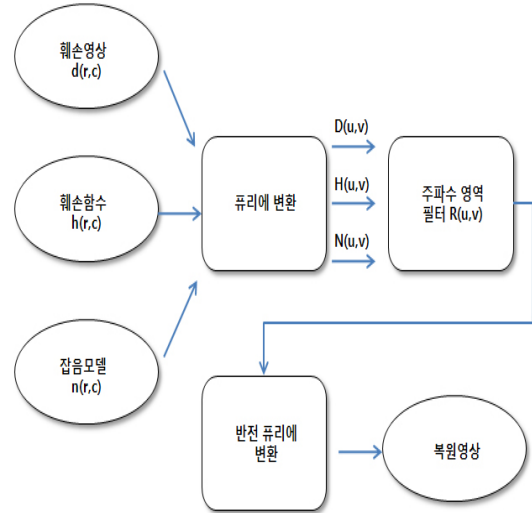 훼손영상
d(r,c)
훼손함수
h(r,c)
잡음모델
n(r,c)
퓨리에 변환
D(u,v)
H(u,v)
N(u,v)
주파수 영역
필터 R(u,v)
반전 퓨리에
변환
복원영상